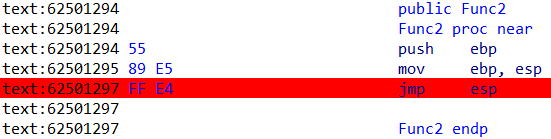 text:62501294 public Func2
text:62501294 Func2 proc near
text:62501294 55 push ebp
text:62501295 89 E5 mov ebp, esp
text:62501297 FF E4 jmp esp
text:62501297
text:62501297 Func2 endp